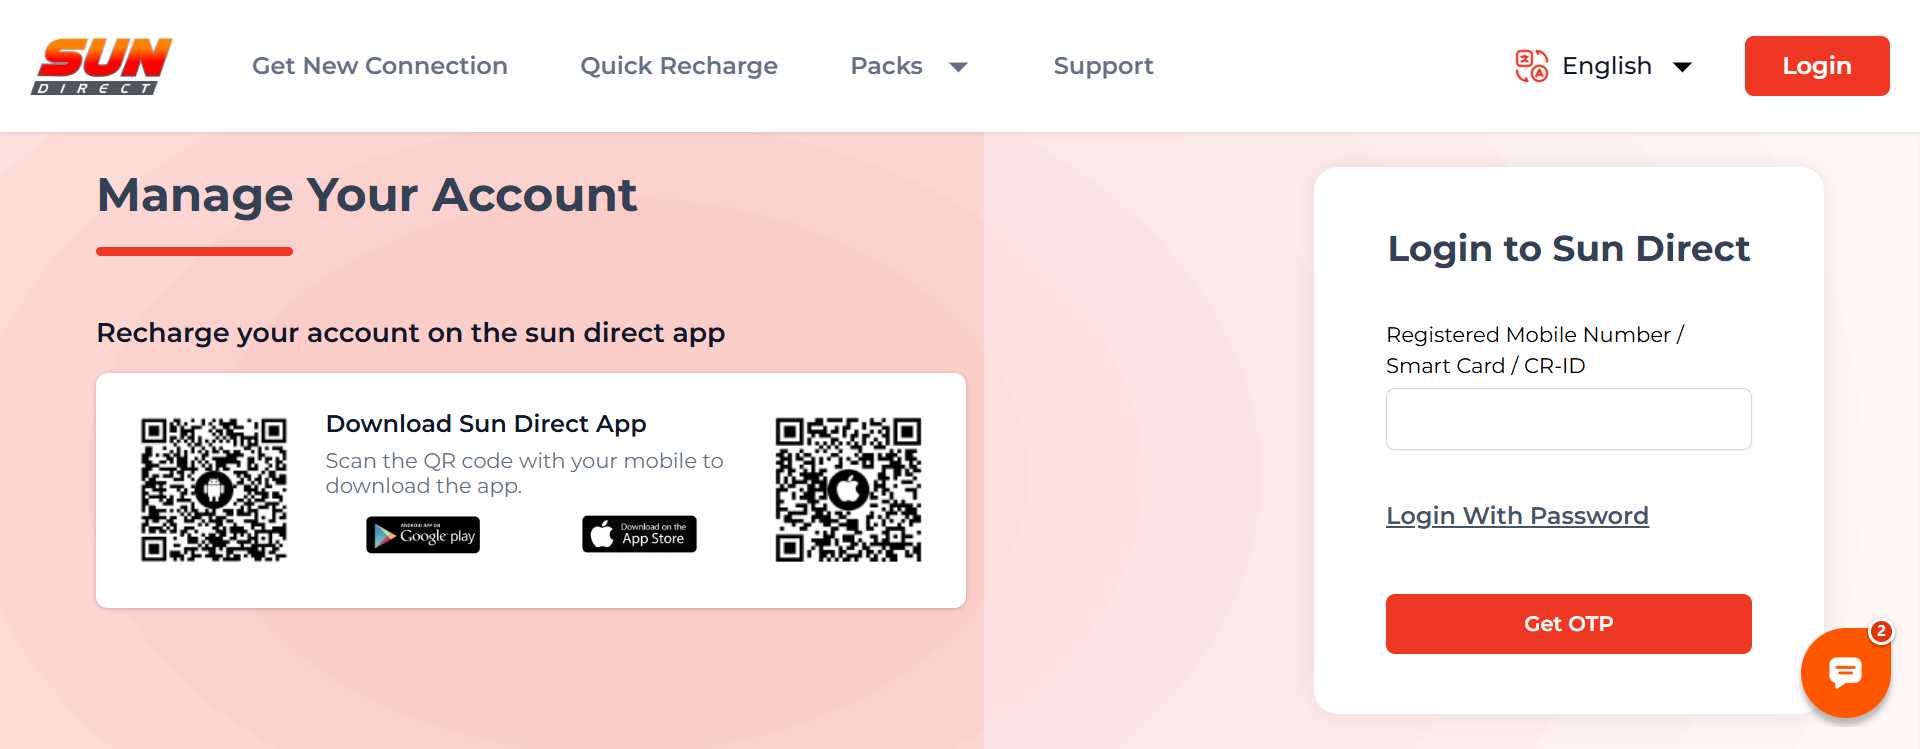 SUN
DIRECT
Get New Connection
Quick Recharge
Packs
Support
English
Login
Manage Your Account
Recharge your account on the sun direct app
Download Sun Direct App
Scan the QR code with your mobile to
download the app.
ANDROID APP ON
Google play
Download on the
App Store
Login to Sun Direct
Registered Mobile Number /
Smart Card / CR-ID
Login With Password
Get OTP
2